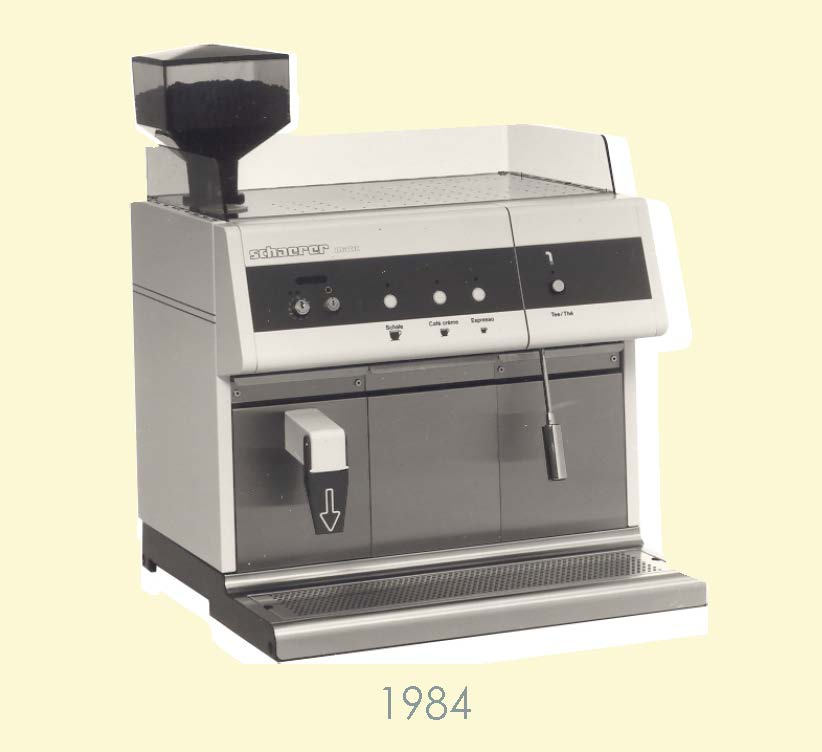 schaerer
Schale
Café crème
Espresso
Tee/Thé
1984